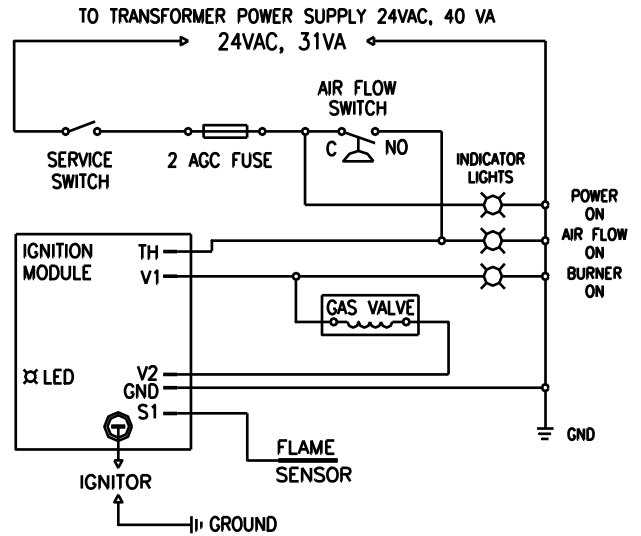 TO TRANSFORMER POWER SUPPLY 24VAC, 40 VA
24VAC, 31VA
AIR FLOW
SWITCH
C
NO
SERVICE
SWITCH
2 AGC FUSE
INDICATOR
LIGHTS
POWER
ON
AIR FLOW
ON
BURNER
ON
IGNITION
MODULE
TH
V1
GAS VALVE
LED
V2
GND
S1
GND
FLAME
SENSOR
IGNITOR
GROUND